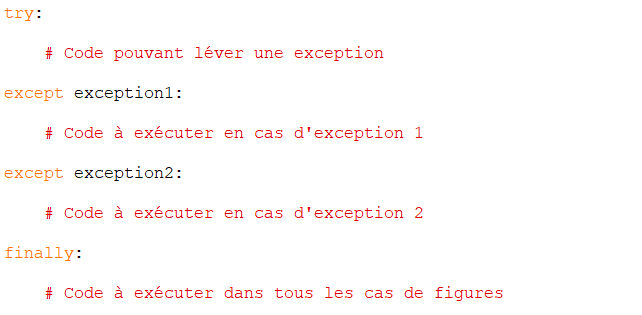 try:
# Code pouvant léver une exception
except exception1:
# Code à exécuter en cas d'exception 1
except exception2:
# Code à exécuter en cas d'exception 2
finally:
# Code à exécuter dans tous les cas de figures